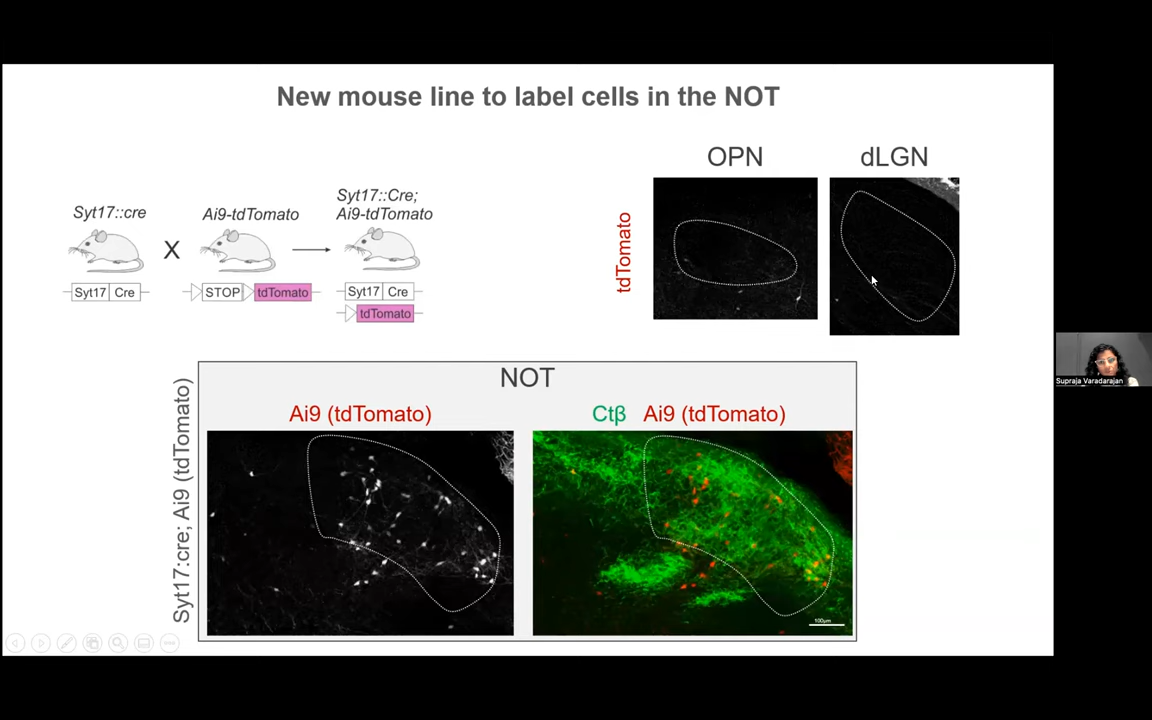 New mouse line to label cells in the NOT
Syt17::cre
X
Ai9-tdTomato
Syt17::Cre;
Ai9-tdTomato
Syt17 Cre
STOP tdTomato
Syt17 Cre
tdTomato
OPN
dLGN
tdTomato
NOT
Syt17:cre; Ai9 (tdTomato)
Ai9 (tdTomato)
Ctβ Ai9 (tdTomato)
100µm
Supraja Varadarajan